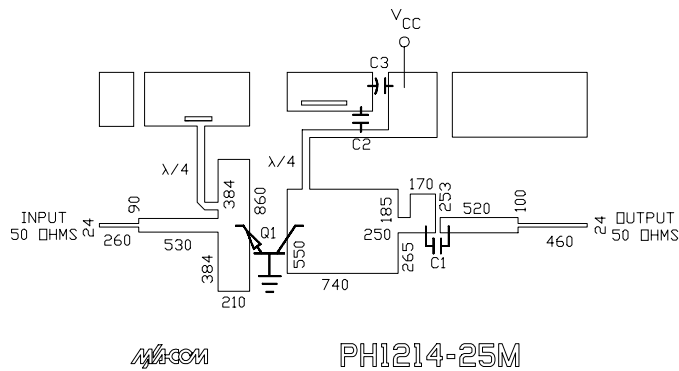 VCC
C3
C2
λ/4
λ/4
384
860
185
170
253
90
100
INPUT
50 OHMS
24
260
530
Q1
550
250
265
C1
520
24
OUTPUT
50 OHMS
460
384
210
740
M/A-COM
PH1214-25M